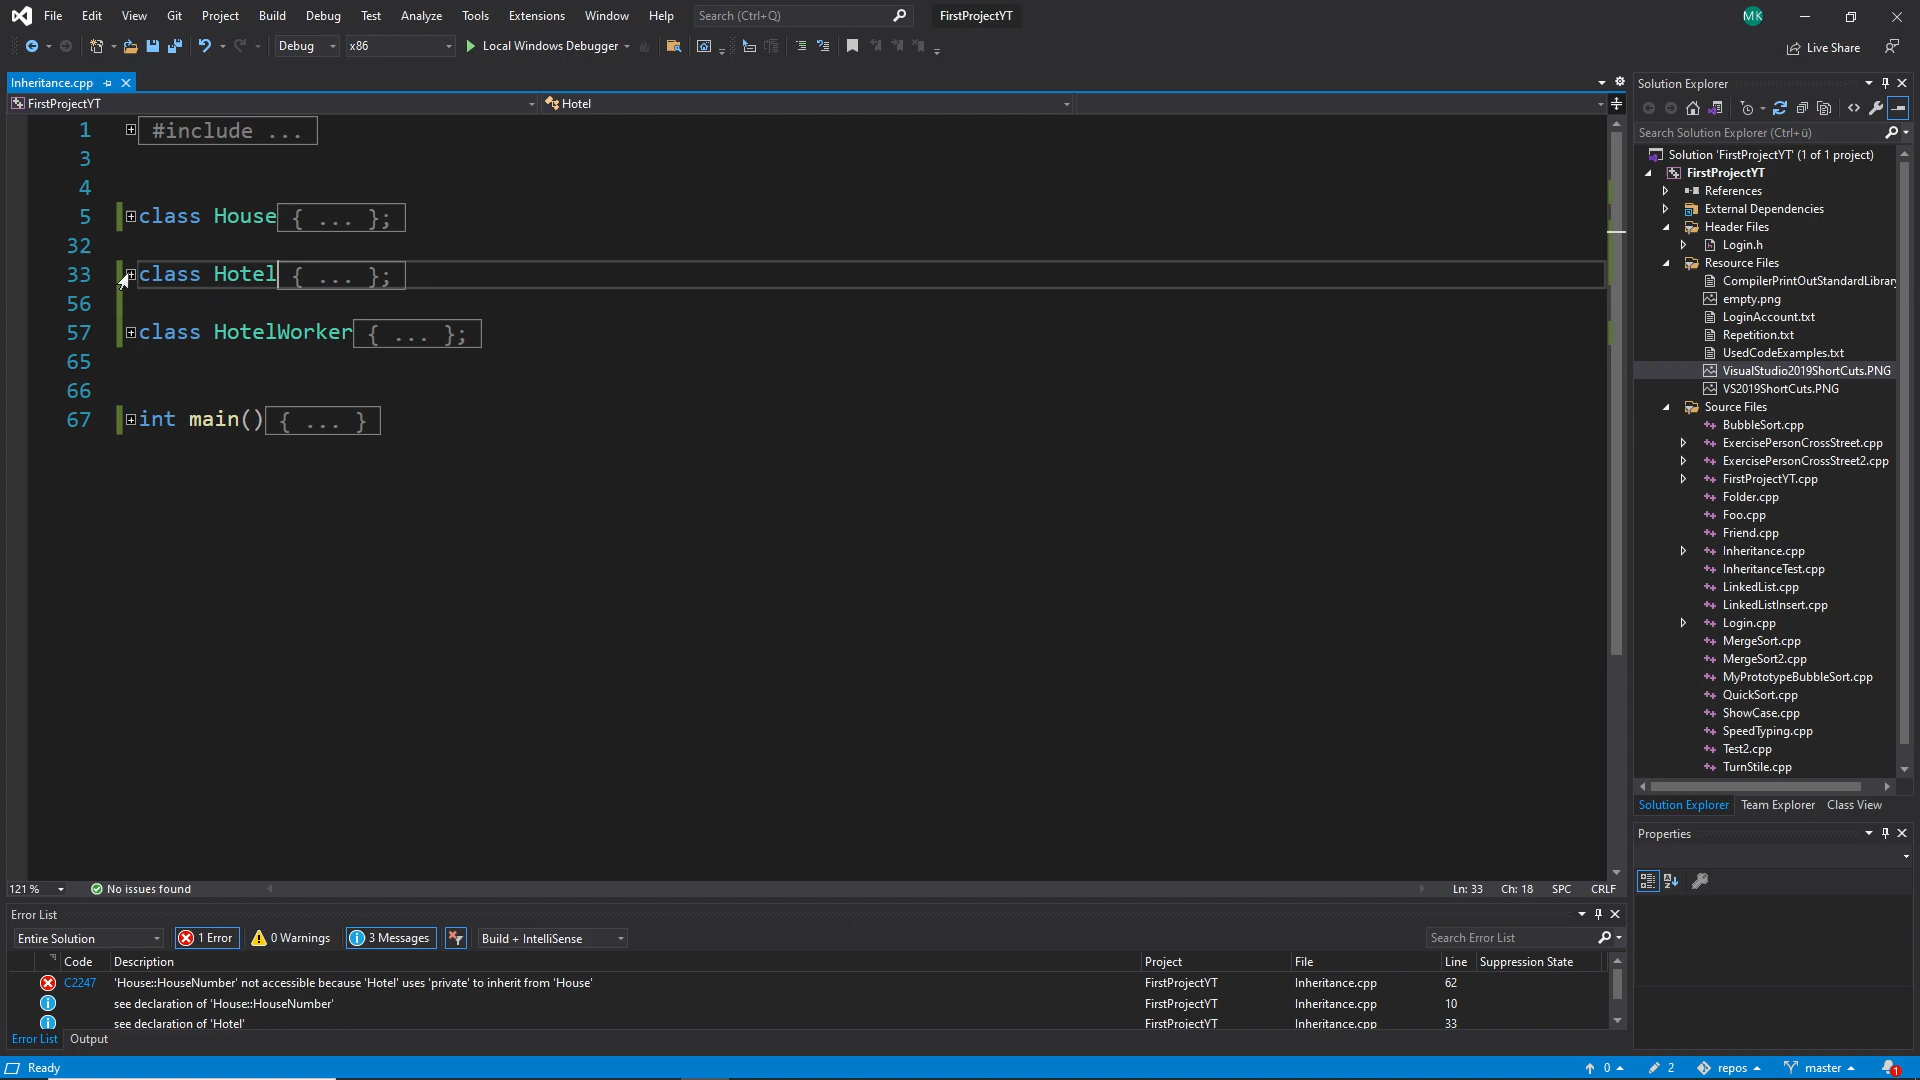 File Edit View Git Project Build Debug Test Analyze Tools Extensions Window Help Search (Ctrl+Q) FirstProjectYT MK
Debug x86 Local Windows Debugger Live Share
Inheritance.cpp
FirstProjectYT Hotel
1 #include ...
3
4
5 class House { ... };
32
33 class Hotel { ... };
56
57 class HotelWorker { ... };
65
66
67 int main() { ... }
121 % No issues found Ln: 33 Ch: 18 SPC CRLF
Solution Explorer
Search Solution Explorer (Ctrl+ü)
Solution 'FirstProjectYT' (1 of 1 project)
FirstProjectYT
References
External Dependencies
Header Files
Login.h
Resource Files
CompilerPrintOutStandardLibrary
empty.png
LoginAccount.txt
Repetition.txt
UsedCodeExamples.txt
VisualStudio2019ShortCuts.PNG
VS2019ShortCuts.PNG
Source Files
BubbleSort.cpp
ExercisePersonCrossStreet.cpp
ExercisePersonCrossStreet2.cpp
FirstProjectYT.cpp
Folder.cpp
Foo.cpp
Friend.cpp
Inheritance.cpp
InheritanceTest.cpp
LinkedList.cpp
LinkedListInsert.cpp
Login.cpp
MergeSort.cpp
MergeSort2.cpp
MyPrototypeBubbleSort.cpp
QuickSort.cpp
ShowCase.cpp
SpeedTyping.cpp
Test2.cpp
TurnStile.cpp
Solution Explorer Team Explorer Class View
Properties
Error List
Entire Solution 1 Error 0 Warnings 3 Messages Build + IntelliSense Search Error List
Code Description Project File Line Suppression State
C2247 'House::HouseNumber' not accessible because 'Hotel' uses 'private' to inherit from 'House' FirstProjectYT Inheritance.cpp 62
see declaration of 'House::HouseNumber' FirstProjectYT Inheritance.cpp 10
see declaration of 'Hotel' FirstProjectYT Inheritance.cpp 33
Error List Output
Ready 0 2 repos master 1